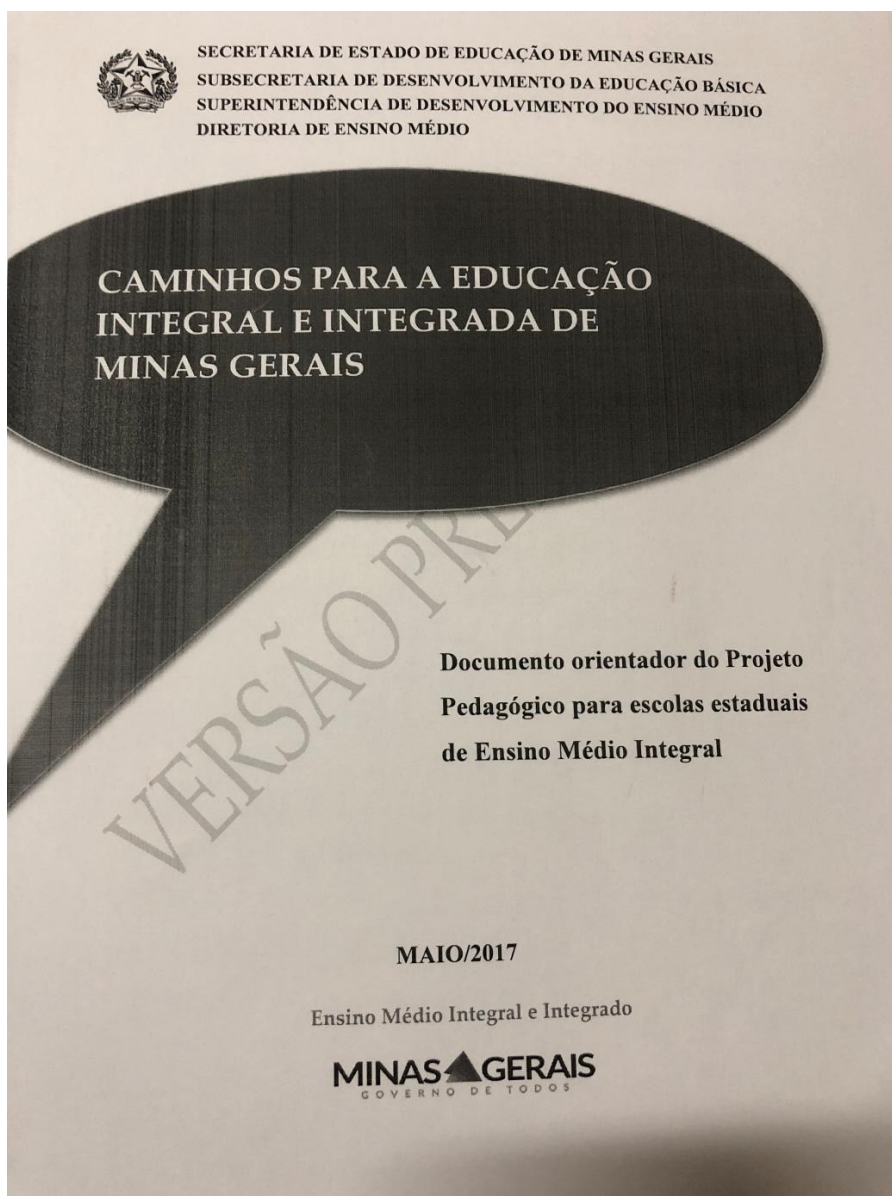 SECRETARIA DE ESTADO DE EDUCAÇÃO DE MINAS GERAIS
SUBSECRETARIA DE DESENVOLVIMENTO DA EDUCAÇÃO BÁSICA
SUPERINTENDÊNCIA DE DESENVOLVIMENTO DO ENSINO MÉDIO
DIRETORIA DE ENSINO MÉDIO
CAMINHOS PARA A EDUCAÇÃO
INTEGRAL E INTEGRADA DE
MINAS GERAIS
VERSÃO PRE
Documento orientador do Projeto
Pedagógico para escolas estaduais
de Ensino Médio Integral
MAIO/2017
Ensino Médio Integral e Integrado
MINAS GERAIS
GOVERNO DE TODOS